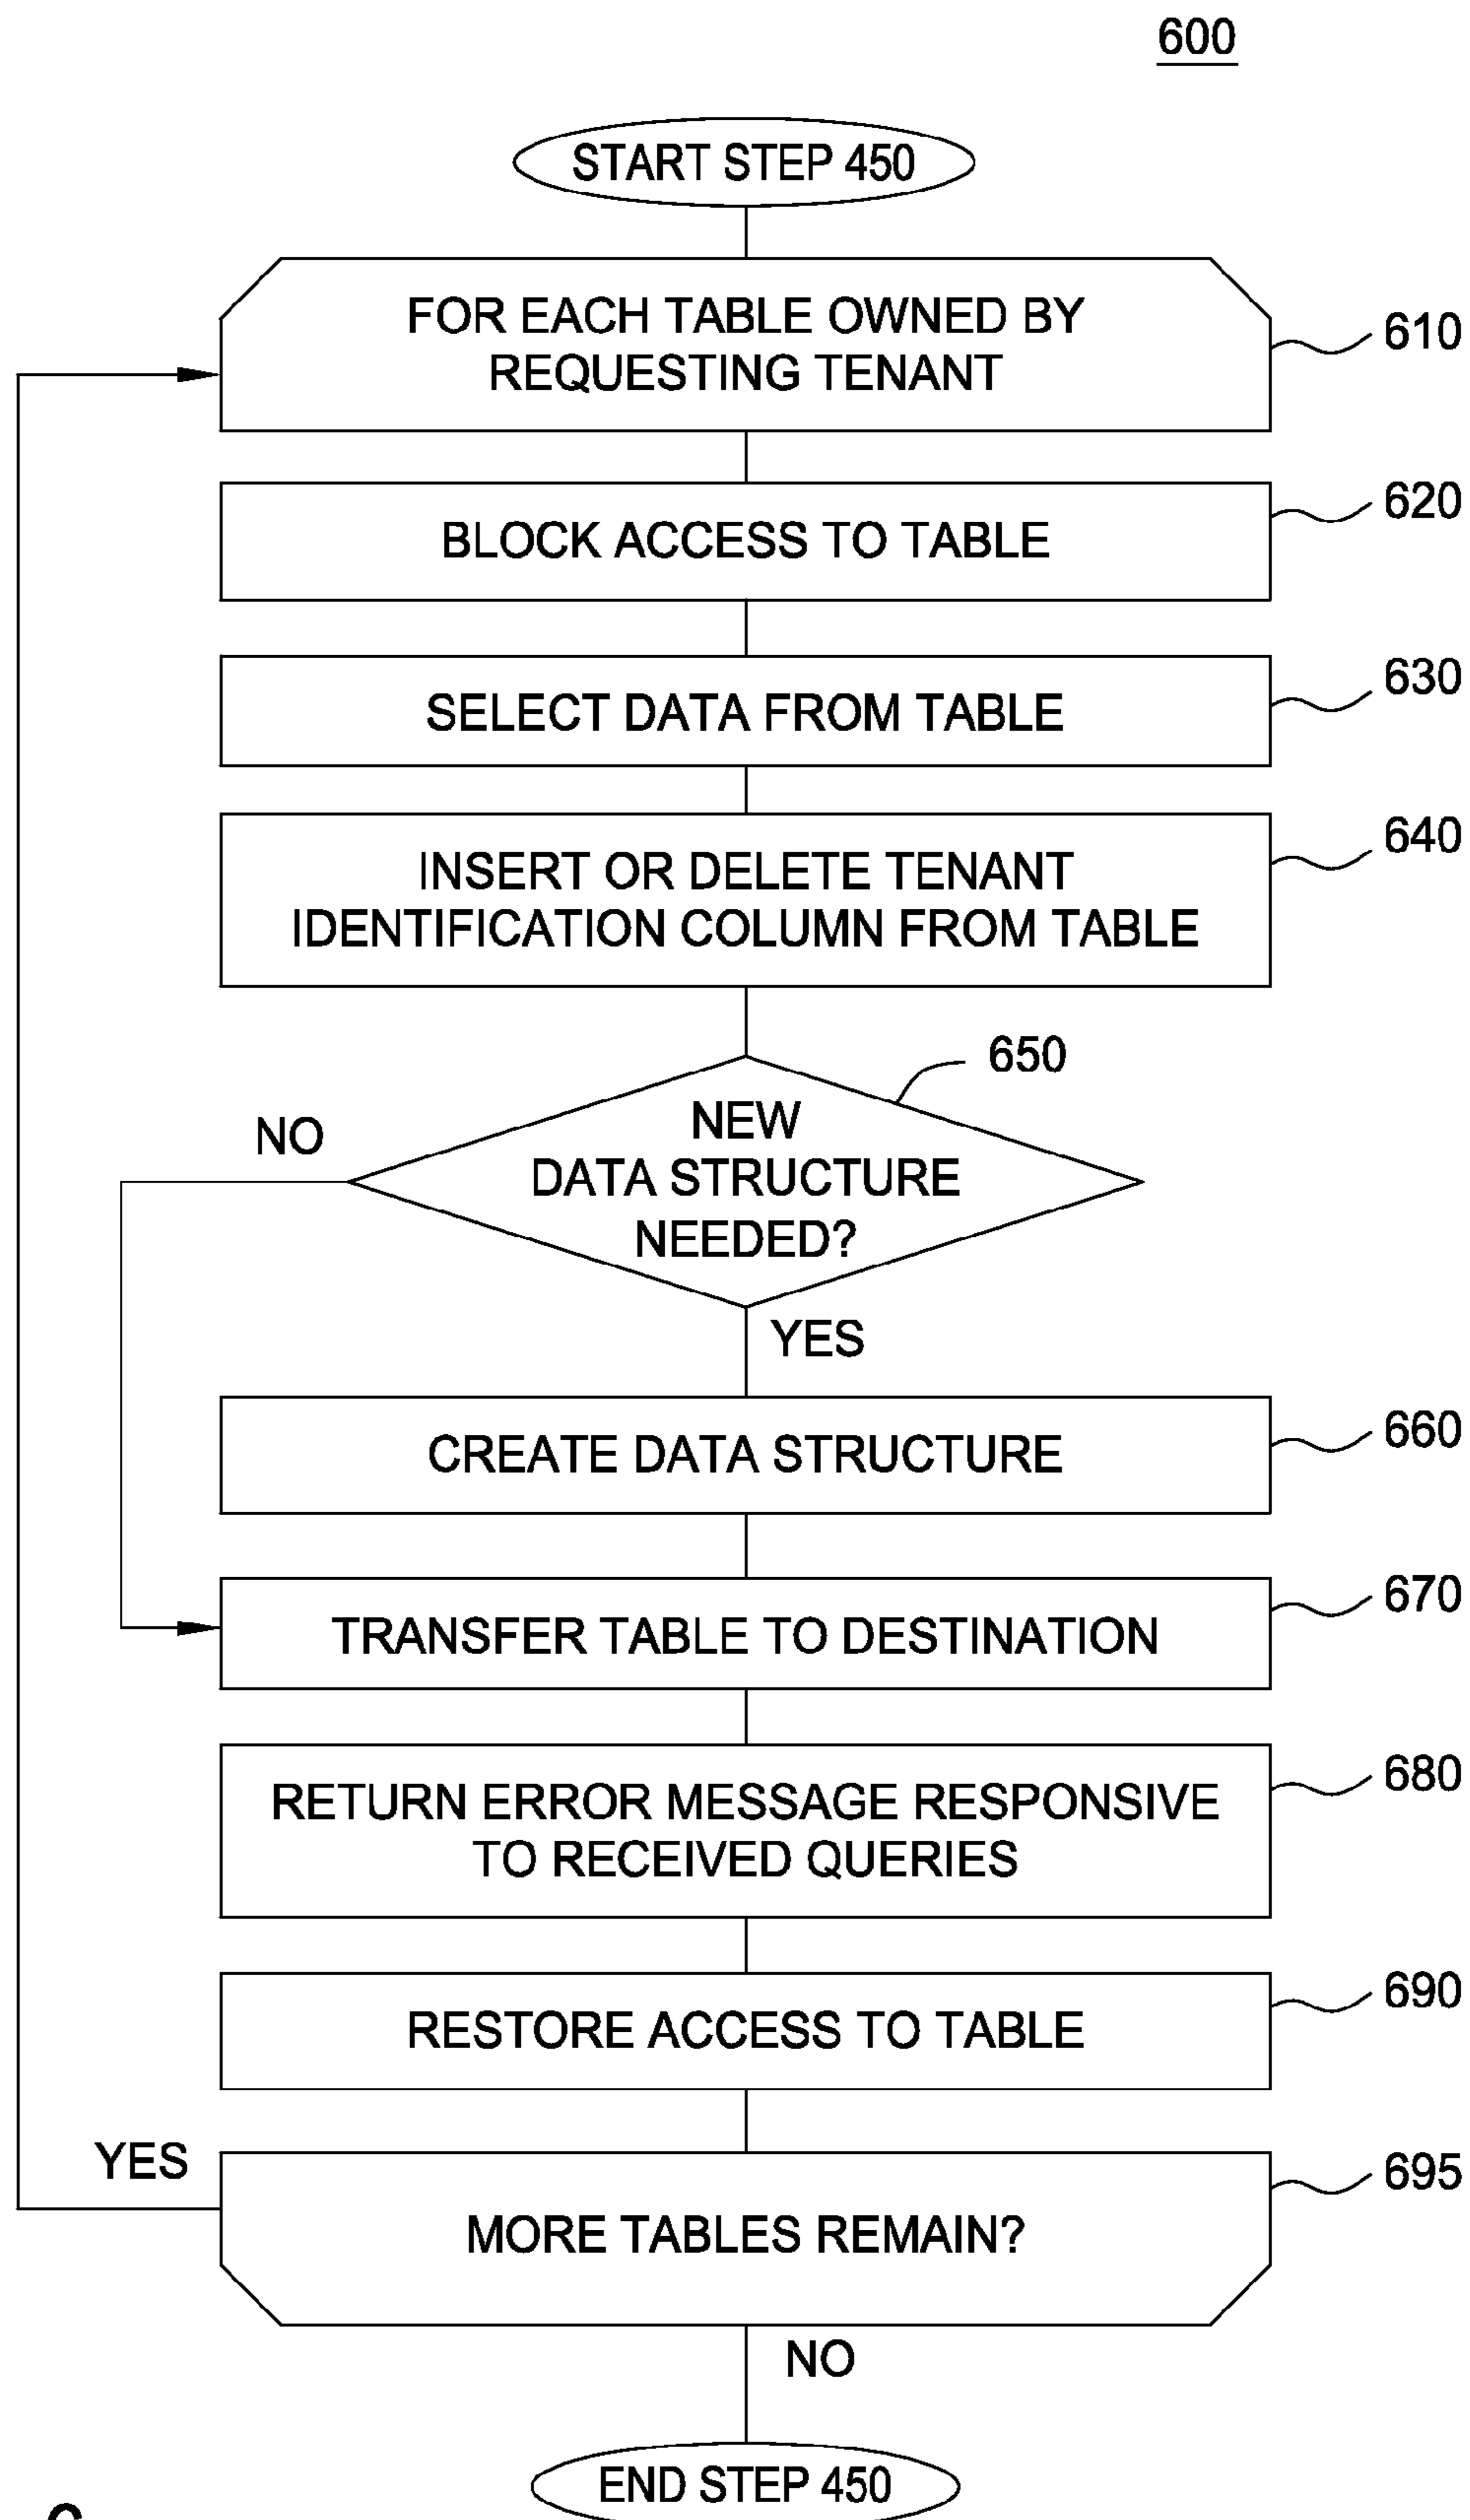 600
START STEP 450
FOR EACH TABLE OWNED BY
REQUESTING TENANT
610
BLOCK ACCESS TO TABLE
620
SELECT DATA FROM TABLE
630
INSERT OR DELETE TENANT
IDENTIFICATION COLUMN FROM TABLE
640
650
NEW
DATA STRUCTURE
NEEDED?
NO
YES
CREATE DATA STRUCTURE
660
TRANSFER TABLE TO DESTINATION
670
RETURN ERROR MESSAGE RESPONSIVE
TO RECEIVED QUERIES
680
RESTORE ACCESS TO TABLE
690
YES
MORE TABLES REMAIN?
695
NO
END STEP 450